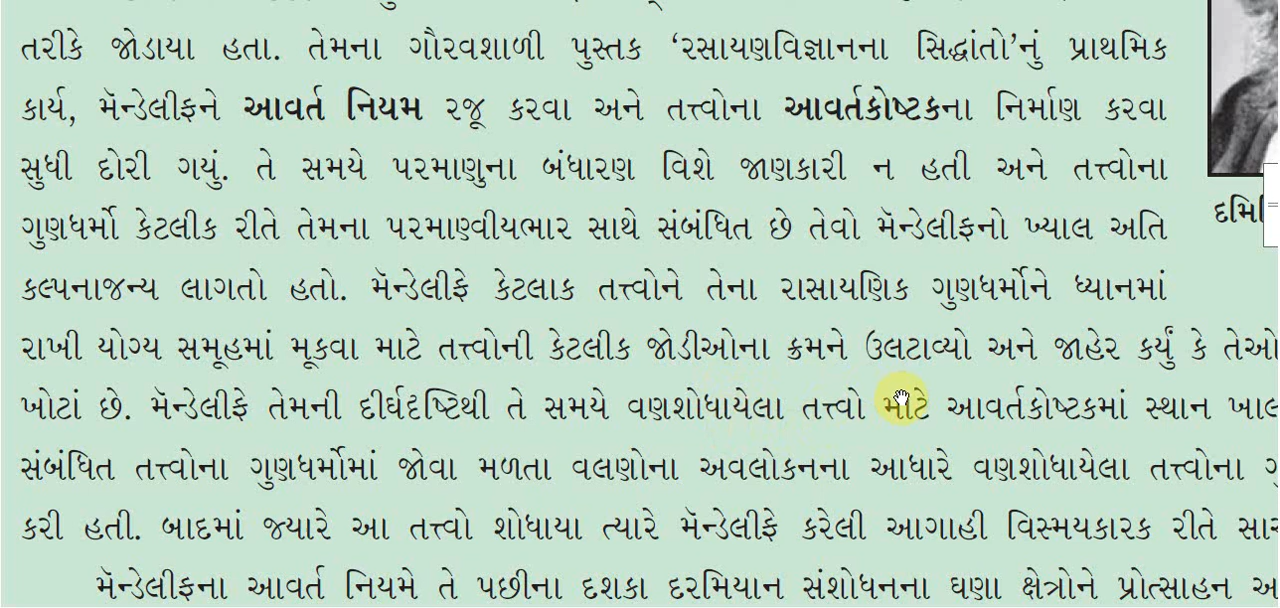 તરીકે જોડાયા હતા. તેમના ગૌરવશાળી પુસ્તક ‘રસાયણવિજ્ઞાનના સિદ્ધાંતો’નું પ્રાથમિક
કાર્ય, મૅન્ડેલીફને આવર્ત નિયમ રજૂ કરવા અને તત્ત્વોના આવર્તકોષ્ટકના નિર્માણ કરવા
સુધી દોરી ગયું. તે સમયે પરમાણુના બંધારણ વિશે જાણકારી ન હતી અને તત્ત્વોના
ગુણધર્મો કેટલીક રીતે તેમના પરમાણ્વીયભાર સાથે સંબંધિત છે તેવો મૅન્ડેલીફનો ખ્યાલ અતિ
કલ્પનાજન્ય લાગતો હતો. મૅન્ડેલીફે કેટલાક તત્ત્વોને તેના રાસાયણિક ગુણધર્મોને ધ્યાનમાં
રાખી યોગ્ય સમૂહમાં મૂકવા માટે તત્ત્વોની કેટલીક જોડીઓના ક્રમને ઉલટાવ્યો અને જાહેર કર્યું કે તેઓ
ખોટાં છે. મૅન્ડેલીફે તેમની દીર્ઘદૃષ્ટિથી તે સમયે વણશોધાયેલા તત્ત્વો માટે આવર્તકોષ્ટકમાં સ્થાન
સંબંધિત તત્ત્વોના ગુણધર્મોમાં જોવા મળતા વલણોના અવલોકનના આધારે વણશોધાયેલા તત્ત્વોના
કરી હતી. બાદમાં જ્યારે આ તત્ત્વો શોધાયા ત્યારે મૅન્ડેલીફે કરેલી આગાહી વિસ્મયકારક રીતે
મૅન્ડેલીફના આવર્ત નિયમે તે પછીના દશકા દરમિયાન સંશોધનના ઘણા ક્ષેત્રોને પ્રોત્સાહન